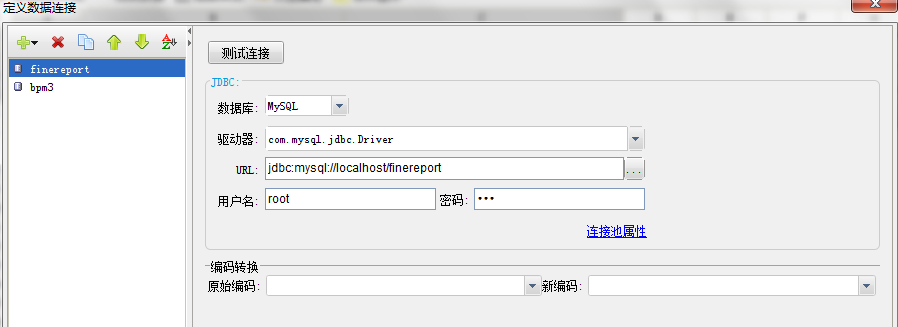 定义数据连接
finereport
bpm3
测试连接
JDBC:
数据库: MySQL
驱动器: com.mysql.jdbc.Driver
URL: jdbc:mysql://localhost/finereport ...
用户名: root 密码: •••
连接池属性
编码转换
原始编码: 新编码: